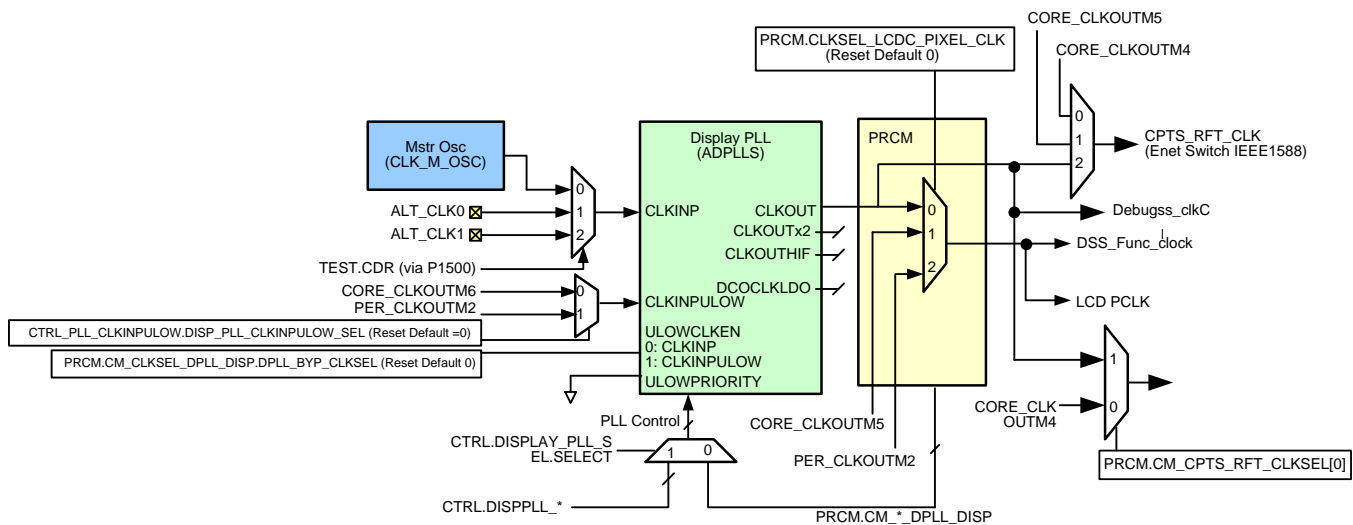 CORE_CLKOUTM5
CORE_CLKOUTM4
PRCM.CLKSEL_LCDC_PIXEL_CLK
(Reset Default 0)
0
1
2
CPTS_RFT_CLK
(Enet Switch IEEE1588)
Mstr Osc
(CLK_M_OSC)
Display PLL
(ADPLLS)
PRCM
0
1
2
ALT_CLK0
ALT_CLK1
TEST.CDR (via P1500)
CLKINP
CLKOUT
CLKOUTx2
CLKOUTHIF
DCOCLKLDO
0
1
2
Debugss_clkC
DSS_Func_clock
LCD PCLK
CORE_CLKOUTM6
PER_CLKOUTM2
0
1
CLKINPULOW
CTRL_PLL_CLKINPULOW.DISP_PLL_CLKINPULOW_SEL (Reset Default =0)
PRCM.CM_CLKSEL_DPLL_DISP.DPLL_BYP_CLKSEL (Reset Default 0)
ULOWCLKEN
0: CLKINP
1: CLKINPULOW
ULOWPRIORITY
1
0
CORE_CLK
OUTM4
PLL Control
CORE_CLKOUTM5
PER_CLKOUTM2
CTRL.DISPLAY_PLL_S
EL.SELECT
1
0
PRCM.CM_CPTS_RFT_CLKSEL[0]
CTRL.DISPPLL_*
PRCM.CM_*_DPLL_DISP